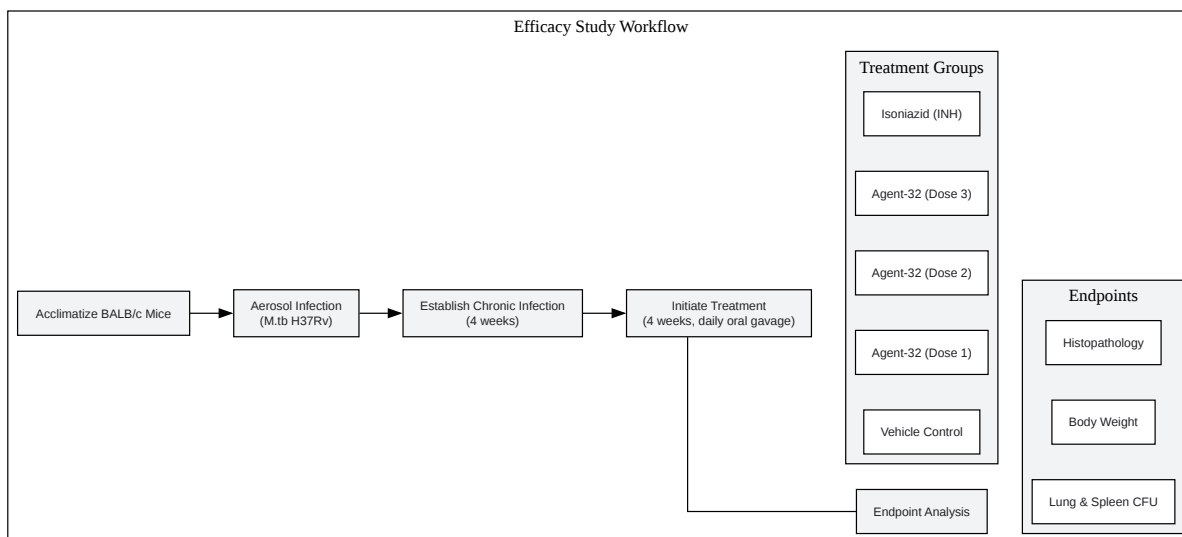 Efficacy Study Workflow
Acclimatize BALB/c Mice
Aerosol Infection
(M.tb H37Rv)
Establish Chronic Infection
(4 weeks)
Initiate Treatment
(4 weeks, daily oral gavage)
Treatment Groups
Isoniazid (INH)
Agent-32 (Dose 3)
Agent-32 (Dose 2)
Agent-32 (Dose 1)
Vehicle Control
Endpoint Analysis
Endpoints
Histopathology
Body Weight
Lung & Spleen CFU